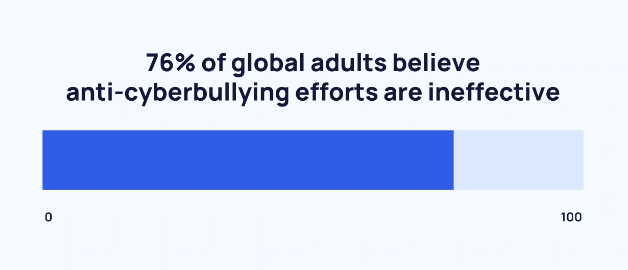 76% of global adults believe
anti-cyberbullying efforts are ineffective
0 100